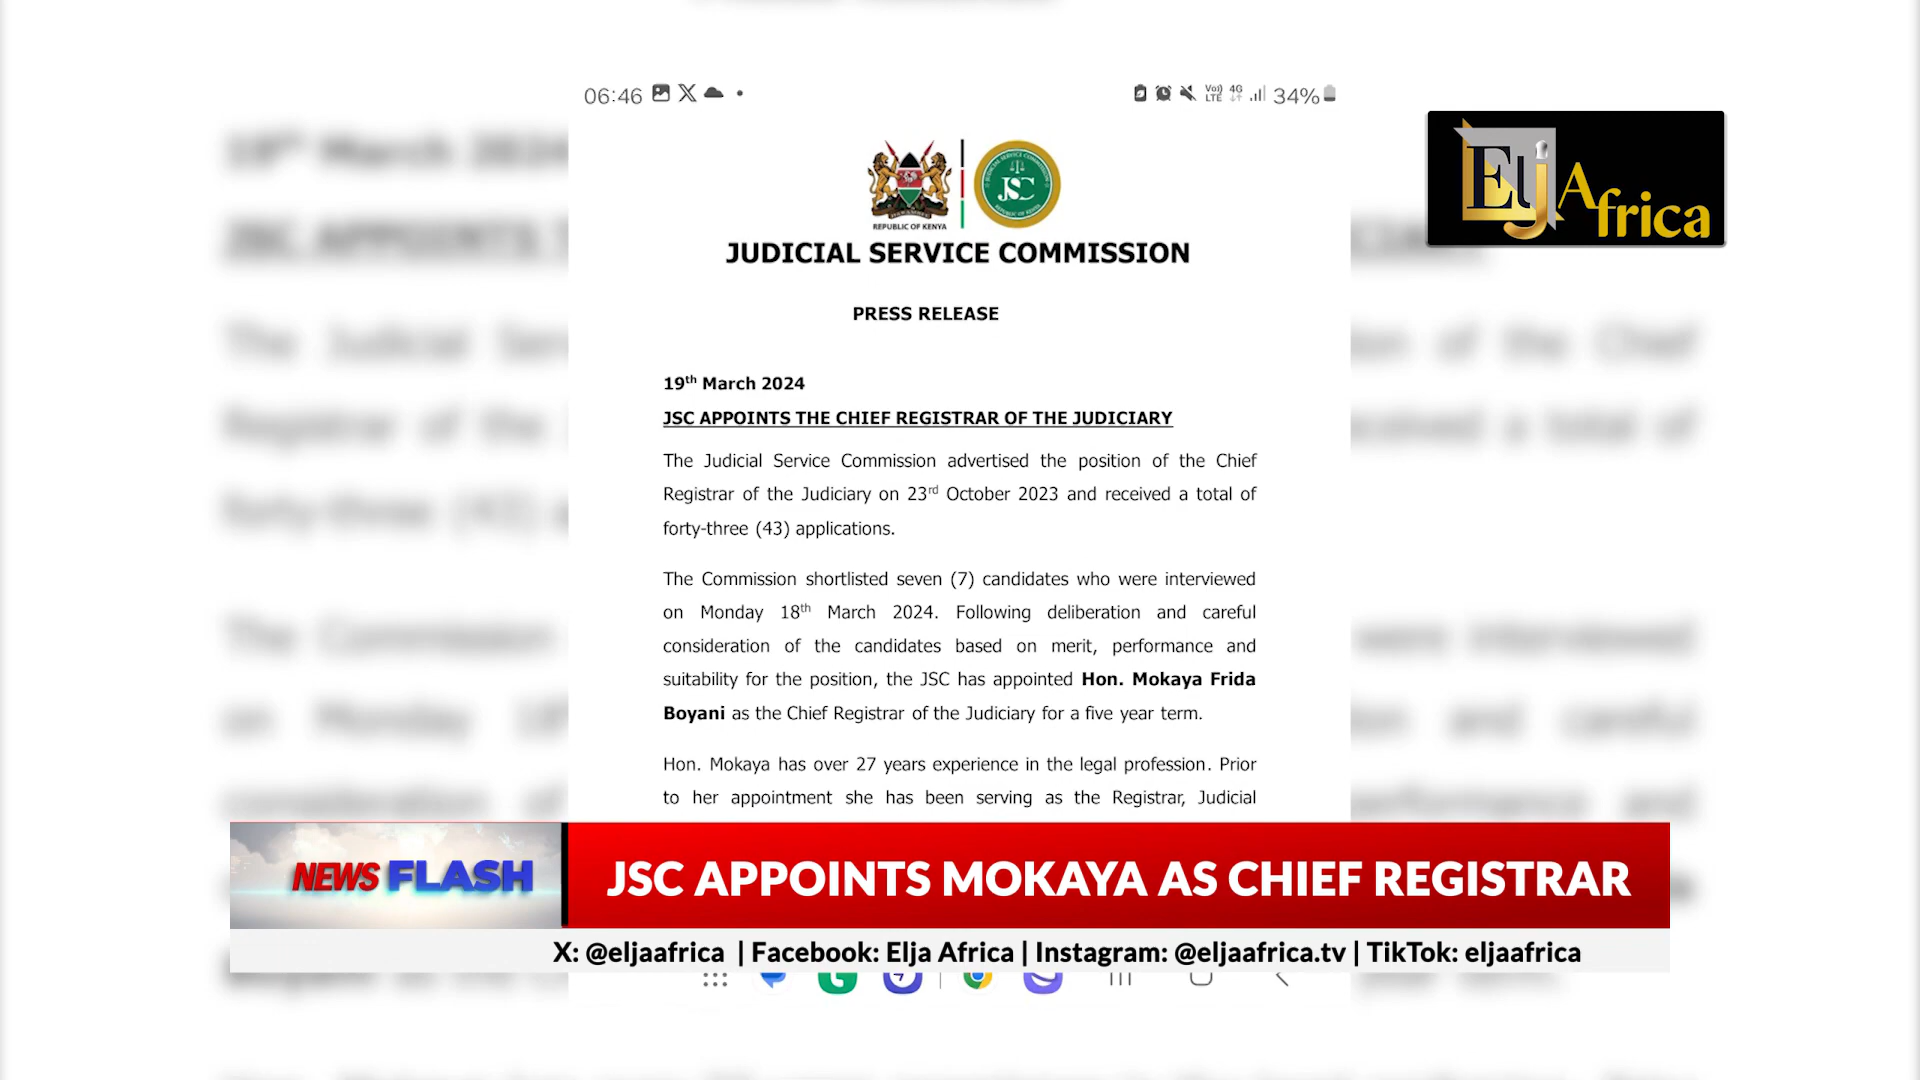 06:46
Vo)) LTE 4G 34%
REPUBLIC OF KENYA
JSC
JUDICIAL SERVICE COMMISSION
PRESS RELEASE
19th March 2024
JSC APPOINTS THE CHIEF REGISTRAR OF THE JUDICIARY
The Judicial Service Commission advertised the position of the Chief
Registrar of the Judiciary on 23rd October 2023 and received a total of
forty-three (43) applications.
The Commission shortlisted seven (7) candidates who were interviewed
on Monday 18th March 2024. Following deliberation and careful
consideration of the candidates based on merit, performance and
suitability for the position, the JSC has appointed Hon. Mokaya Frida
Boyani as the Chief Registrar of the Judiciary for a five year term.
Hon. Mokaya has over 27 years experience in the legal profession. Prior
to her appointment she has been serving as the Registrar, Judicial
Elj Africa
NEWS FLASH
JSC APPOINTS MOKAYA AS CHIEF REGISTRAR
X: @eljaafrica | Facebook: Elja Africa | Instagram: @eljaafrica.tv | TikTok: eljaafrica